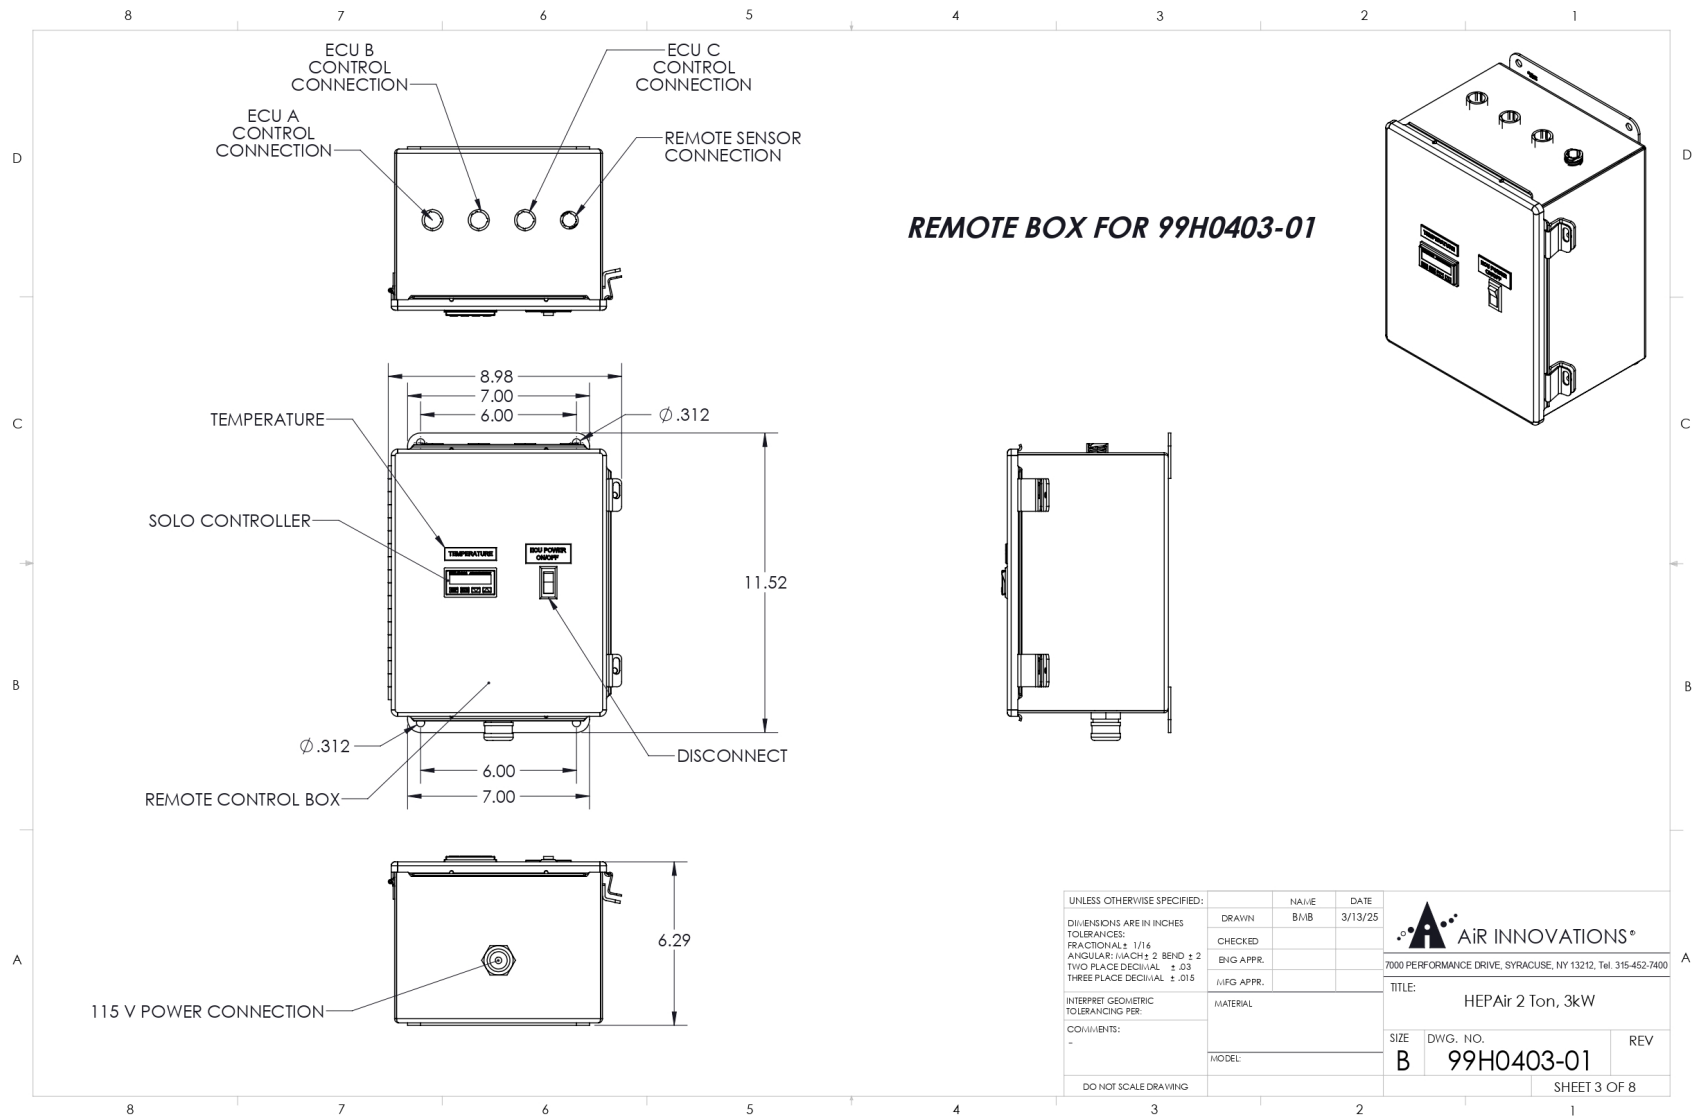 8 7 6 5 4 3 2 1
D
C
B
A
ECU B
CONTROL
CONNECTION
ECU C
CONTROL
CONNECTION
ECU A
CONTROL
CONNECTION
REMOTE SENSOR
CONNECTION
REMOTE BOX FOR 99H0403-01
TEMPERATURE
ECU POWER
ON/OFF
8.98
7.00
6.00
∅.312
TEMPERATURE
SOLO CONTROLLER
TEMPERATURE
ECU POWER
ON/OFF
11.52
∅.312
DISCONNECT
6.00
7.00
REMOTE CONTROL BOX
6.29
115 V POWER CONNECTION
UNLESS OTHERWISE SPECIFIED:
DIMENSIONS ARE IN INCHES
TOLERANCES:
FRACTIONAL± 1/16
ANGULAR: MACH± 2 BEND ± 2
TWO PLACE DECIMAL ± .03
THREE PLACE DECIMAL ± .015
INTERPRET GEOMETRIC
TOLERANCING PER:
COMMENTS:
-
DO NOT SCALE DRAWING
NAME DATE
DRAWN BMB 3/13/25
CHECKED
ENG APPR.
MFG APPR.
MATERIAL
MODEL:
AiR INNOVATIONS®
7000 PERFORMANCE DRIVE, SYRACUSE, NY 13212, Tel. 315-452-7400
TITLE:
HEPAir 2 Ton, 3kW
SIZE DWG. NO. REV
B 99H0403-01
SHEET 3 OF 8
D
C
B
A
8 7 6 5 4 3 2 1